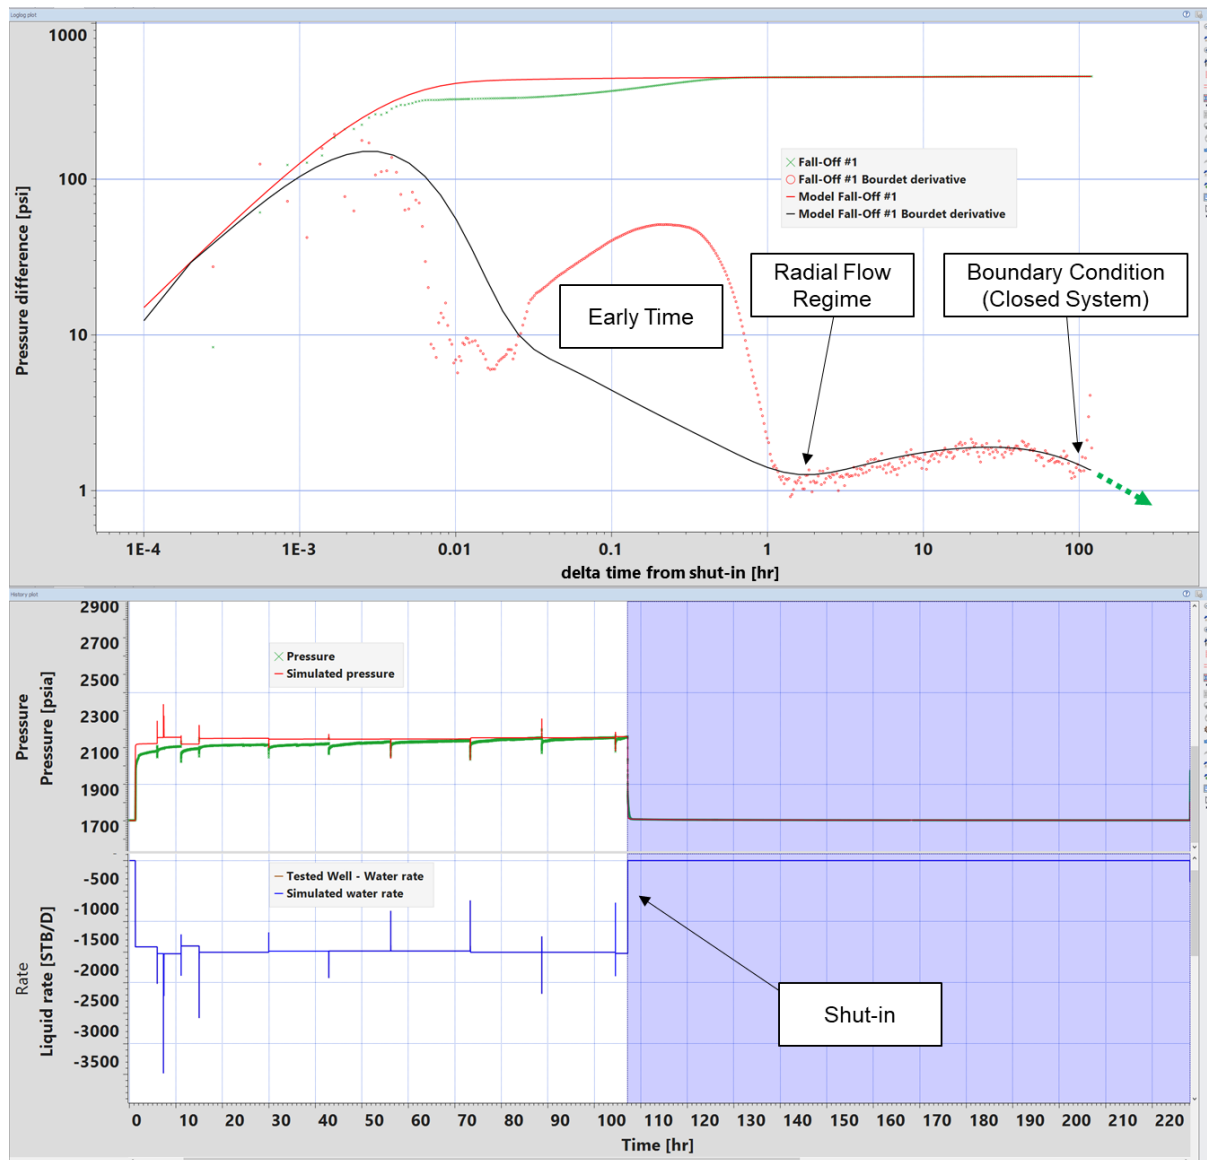 Loglog plot
1000
100
10
1
Pressure difference [psi]
Fall-Off #1
Fall-Off #1 Bourdet derivative
Model Fall-Off #1
Model Fall-Off #1 Bourdet derivative
Early Time
Radial Flow
Regime
Boundary Condition
(Closed System)
1E-4 1E-3 0.01 0.1 1 10 100
delta time from shut-in [hr]
History plot
2900
2700
2500
2300
2100
1900
1700
Pressure
Pressure [psia]
Pressure
Simulated pressure
-500
-1000
-1500
-2000
-2500
-3000
-3500
Rate
Liquid rate [STB/D]
Tested Well - Water rate
Simulated water rate
Shut-in
0 10 20 30 40 50 60 70 80 90 100 110 120 130 140 150 160 170 180 190 200 210 220
Time [hr]